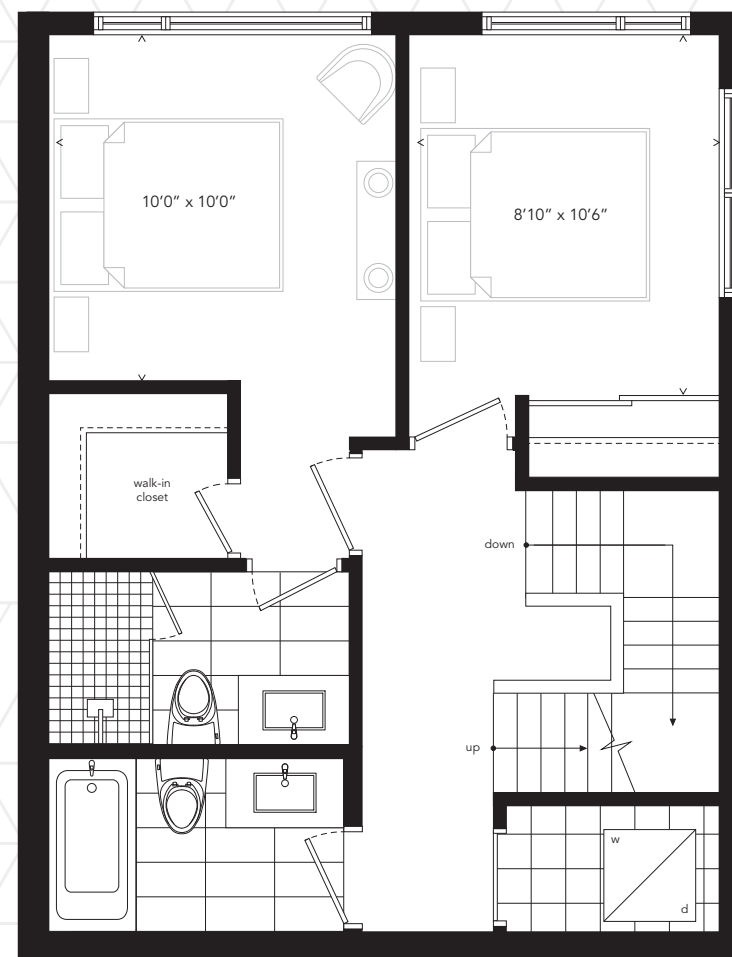 10'0" x 10'0"
8'10" x 10'6"
walk-in
closet
down
up
w
d